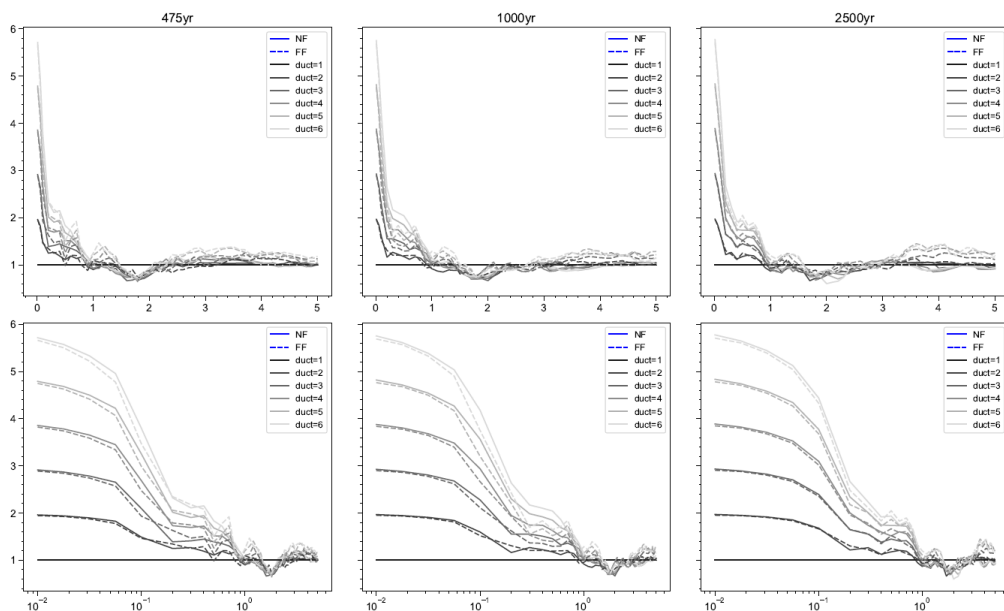 475yr
1000yr
2500yr
6
5
4
3
2
1
NF
FF
duct=1
duct=2
duct=3
duct=4
duct=5
duct=6
NF
FF
duct=1
duct=2
duct=3
duct=4
duct=5
duct=6
NF
FF
duct=1
duct=2
duct=3
duct=4
duct=5
duct=6
0 1 2 3 4 5
0 1 2 3 4 5
0 1 2 3 4 5
6
5
4
3
2
1
NF
FF
duct=1
duct=2
duct=3
duct=4
duct=5
duct=6
NF
FF
duct=1
duct=2
duct=3
duct=4
duct=5
duct=6
NF
FF
duct=1
duct=2
duct=3
duct=4
duct=5
duct=6
10⁻² 10⁻¹ 10⁰
10⁻² 10⁻¹ 10⁰
10⁻² 10⁻¹ 10⁰